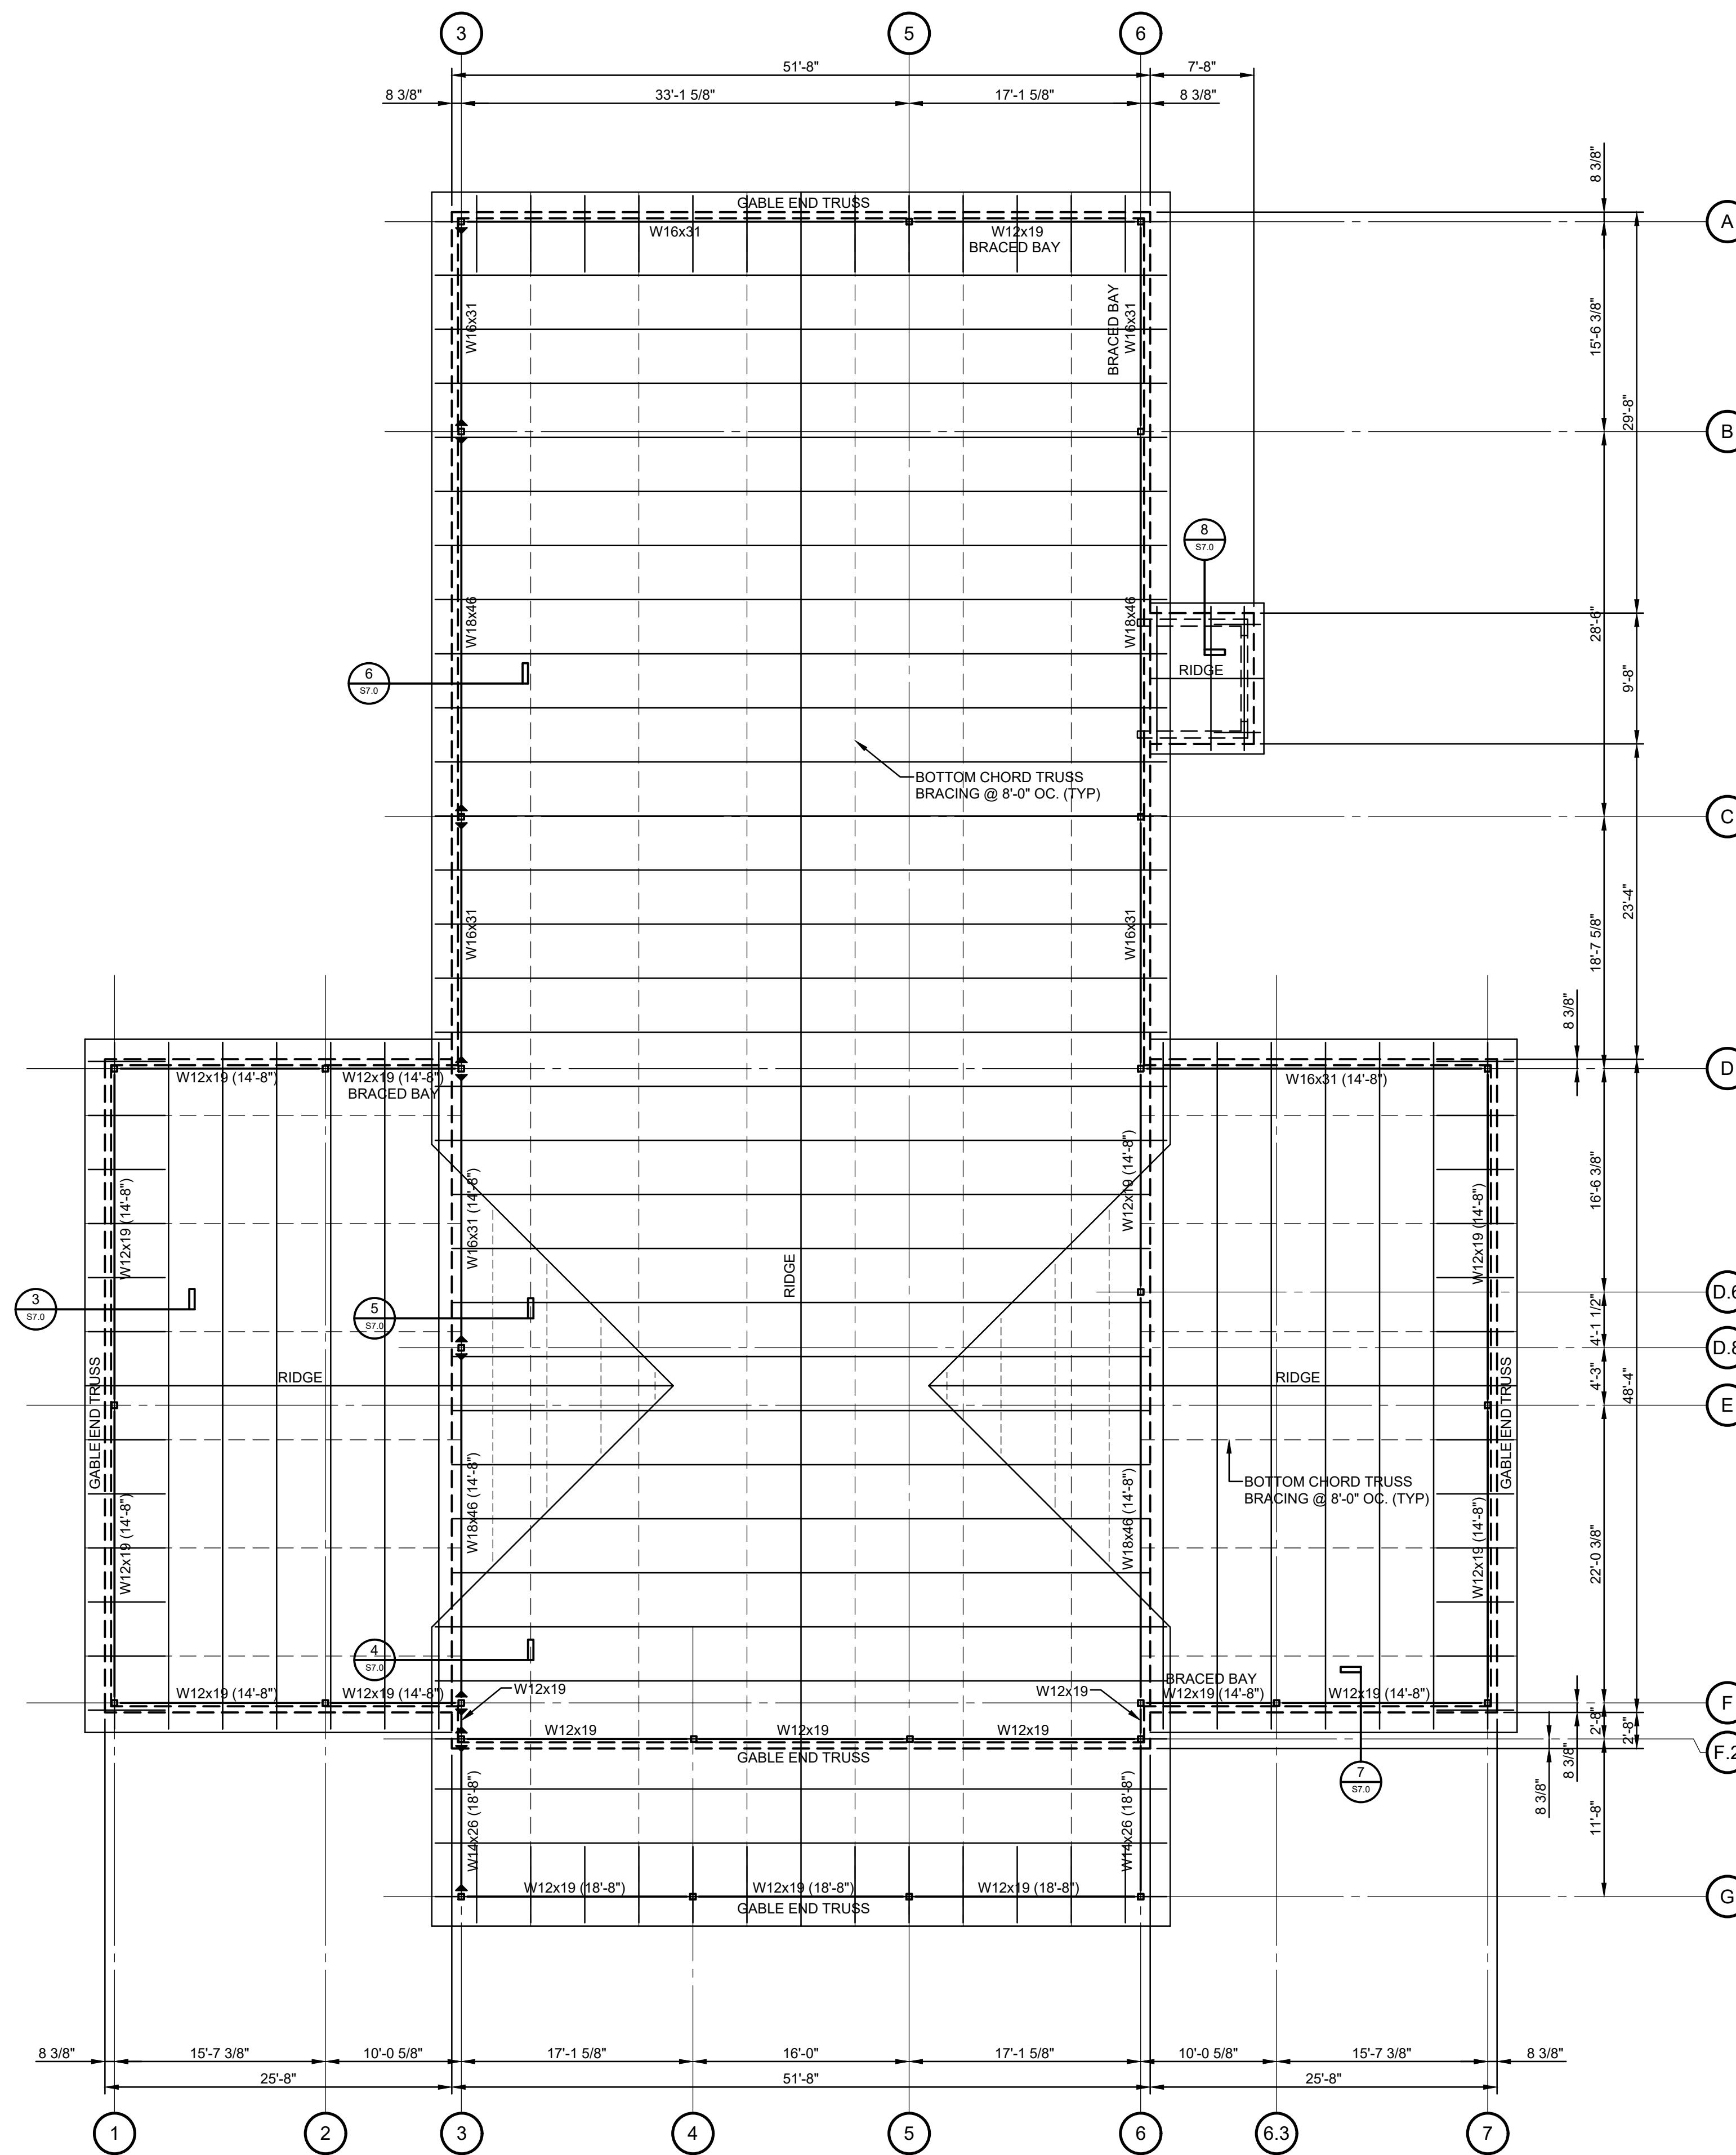 3
5
6
51'-8"
7'-8"
8 3/8"
33'-1 5/8"
17'-1 5/8"
8 3/8"
8 3/8"
GABLE END TRUSS
W16x31
W12x19
BRACED BAY
A
W16x31
BRACED BAY
W16x31
15'-6 3/8"
29'-8"
B
8
S7.0
W18x46
W18x46
28'-6"
6
S7.0
RIDGE
9'-8"
BOTTOM CHORD TRUSS
BRACING @ 8'-0" OC. (TYP)
C
W16x31
W16x31
18'-7 5/8"
23'-4"
8 3/8"
W12x19 (14'-8")
W12x19 (14'-8")
BRACED BAY
W16x31 (14'-8")
D
W12x19 (14'-8")
W16x31 (14'-8")
W12x19 (14'-8")
W12x19 (14'-8")
16'-6 3/8"
RIDGE
3
S7.0
5
S7.0
D.6
4'-1 1/2"
D.8
4'-3"
48'-4"
RIDGE
RIDGE
GABLE END TRUSS
GABLE END TRUSS
E
BOTTOM CHORD TRUSS
BRACING @ 8'-0" OC. (TYP)
W12x19 (14'-8")
W18x46 (14'-8")
W18x46 (14'-8")
W12x19 (14'-8")
22'-0 3/8"
4
S7.0
BRACED BAY
W12x19 (14'-8")
W12x19 (14'-8")
W12x19
W12x19
W12x19 (14'-8")
W12x19 (14'-8")
F
2'-8"
2'-8"
W12x19
W12x19
W12x19
GABLE END TRUSS
F.2
8 3/8"
8 3/8"
7
S7.0
W14x26 (18'-8")
W14x26 (18'-8")
11'-8"
W12x19 (18'-8")
W12x19 (18'-8")
W12x19 (18'-8")
GABLE END TRUSS
G
8 3/8"
15'-7 3/8"
10'-0 5/8"
17'-1 5/8"
16'-0"
17'-1 5/8"
10'-0 5/8"
15'-7 3/8"
8 3/8"
25'-8"
51'-8"
25'-8"
1
2
3
4
5
6
6.3
7